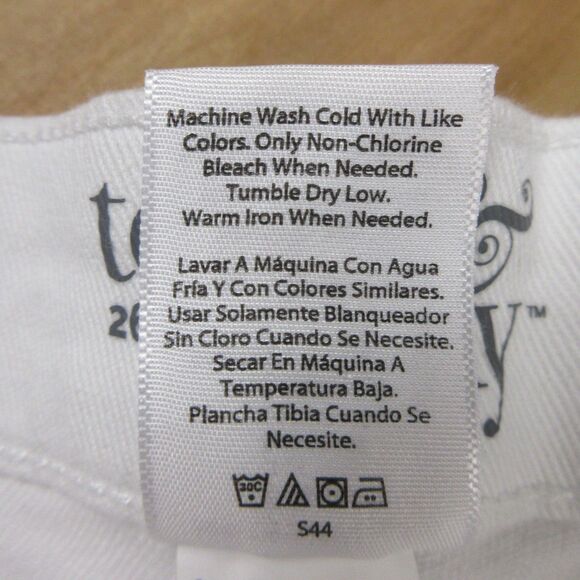 Machine Wash Cold With Like
Colors. Only Non-Chlorine
Bleach When Needed.
Tumble Dry Low.
Warm Iron When Needed.
Lavar A Máquina Con Agua
Fría Y Con Colores Similares.
Usar Solamente Blanqueador
Sin Cloro Cuando Se Necesite.
Secar En Máquina A
Temperatura Baja.
Plancha Tibia Cuando Se
Necesite.
30C
S44
&
26
™